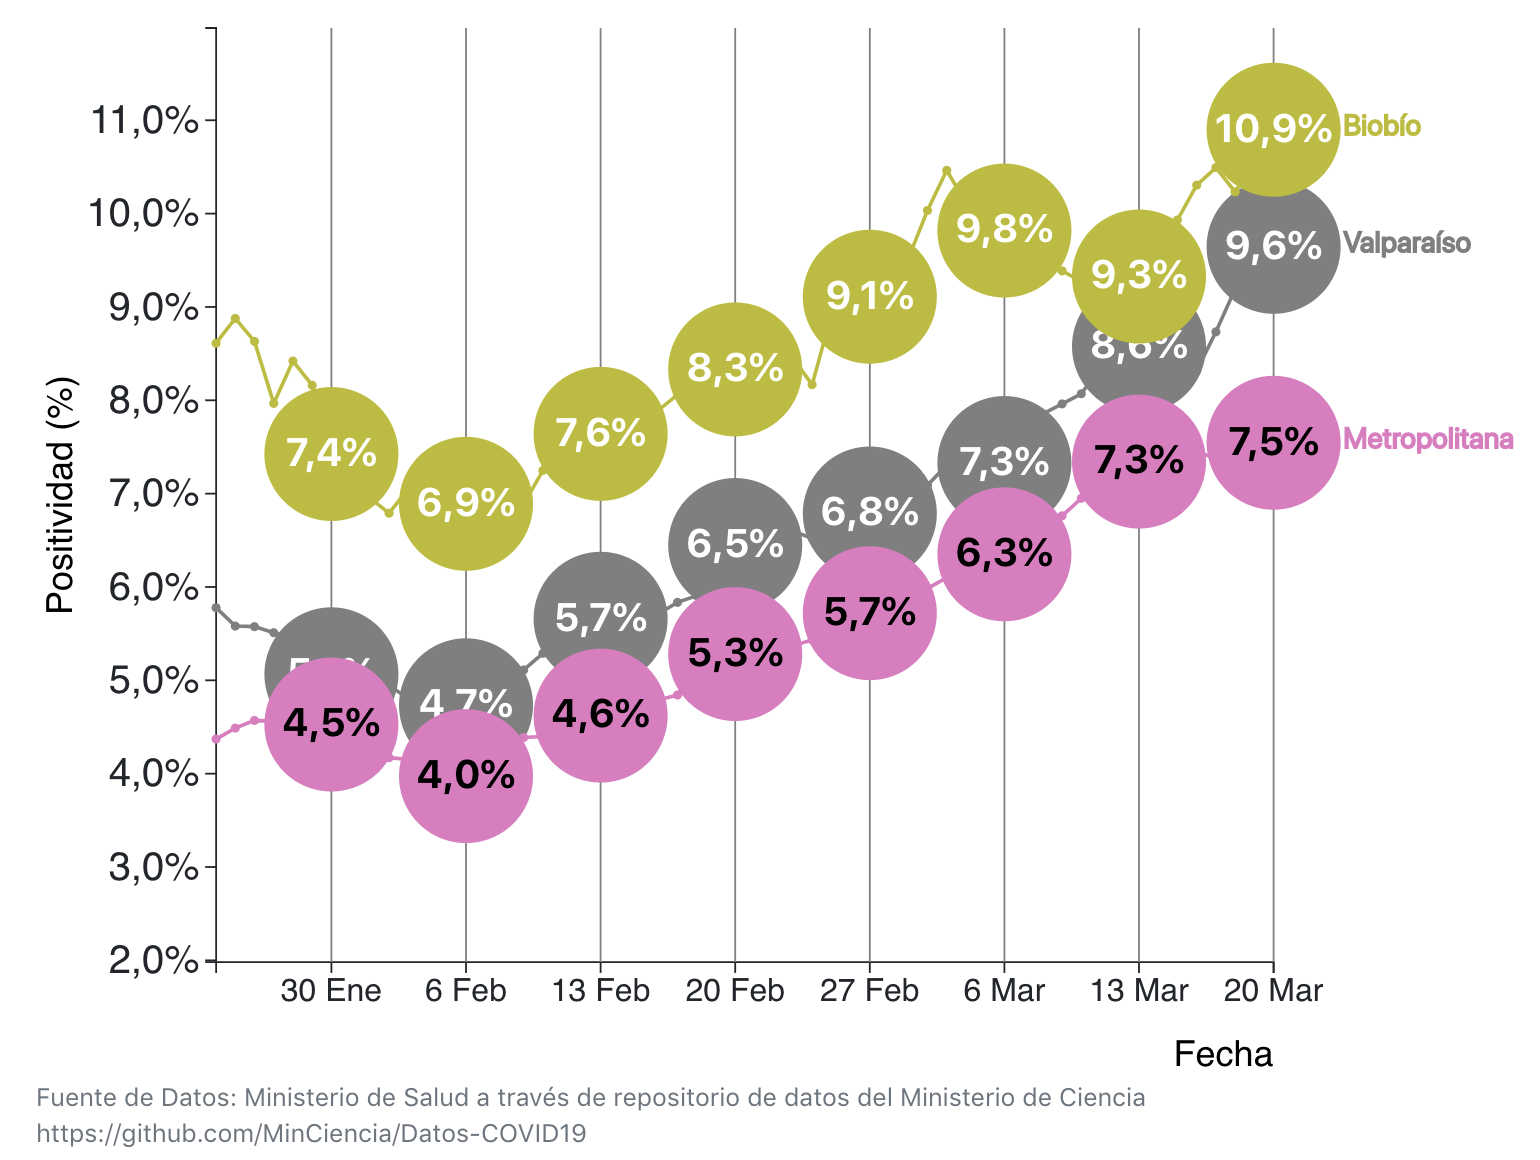 11,0%
10,0%
9,0%
8,0%
7,0%
6,0%
5,0%
4,0%
3,0%
2,0%
Positividad (%)
7,4%
6,9%
7,6%
8,3%
9,1%
9,8%
9,3%
10,9%
Biobío
4,7%
5,7%
6,5%
6,8%
7,3%
8,6%
9,6%
Valparaíso
4,5%
4,0%
4,6%
5,3%
5,7%
6,3%
7,3%
7,5%
Metropolitana
30 Ene
6 Feb
13 Feb
20 Feb
27 Feb
6 Mar
13 Mar
20 Mar
Fecha
Fuente de Datos: Ministerio de Salud a través de repositorio de datos del Ministerio de Ciencia
https://github.com/MinCiencia/Datos-COVID19